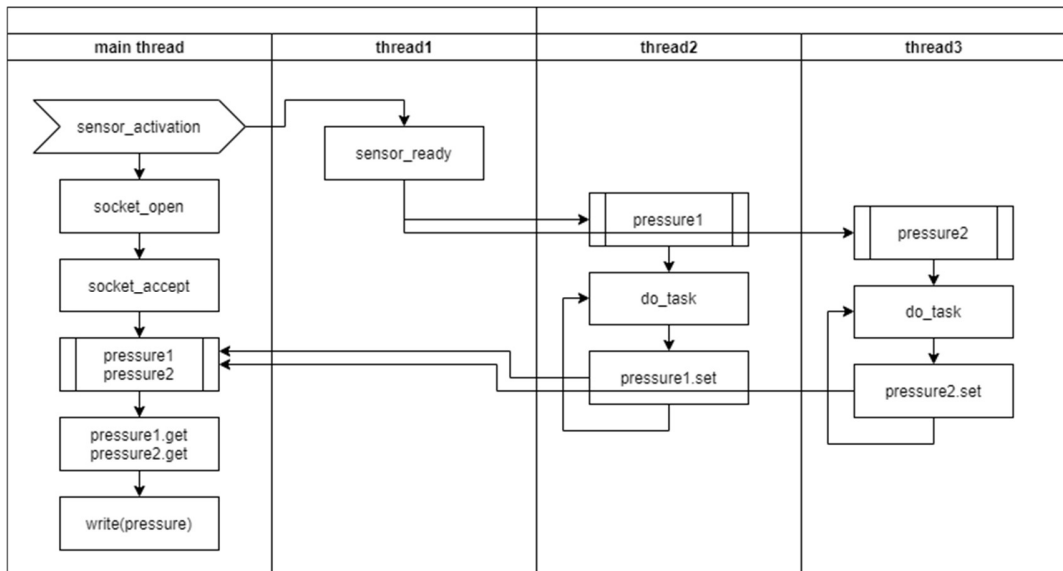 main thread
thread1
thread2
thread3
sensor_activation
sensor_ready
socket_open
pressure1
pressure2
socket_accept
do_task
do_task
pressure1
pressure2
pressure1.set
pressure2.set
pressure1.get
pressure2.get
write(pressure)